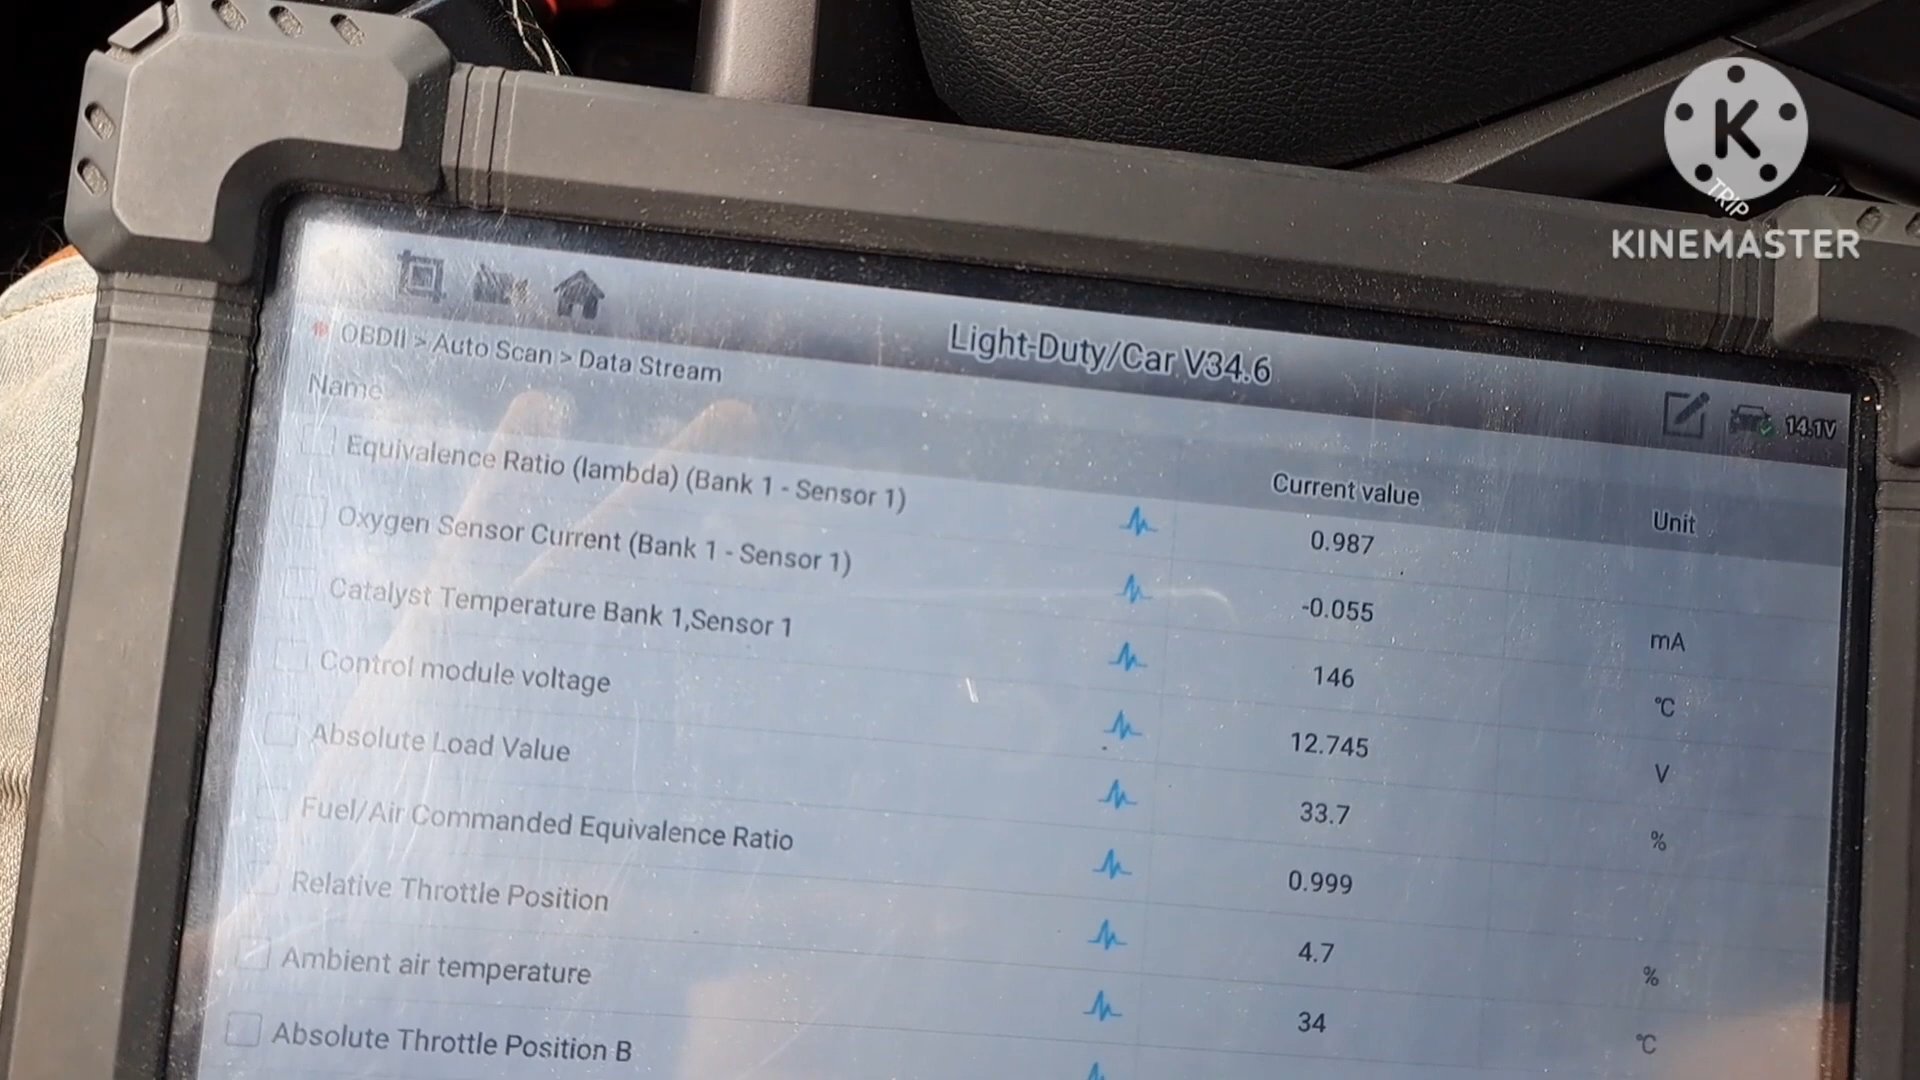 K
TRIP
KINEMASTER
Light-Duty/Car V34.6
OBDII > Auto Scan > Data Stream
14.1V
Name Current value Unit
Equivalence Ratio (lambda) (Bank 1 - Sensor 1) 0.987
Oxygen Sensor Current (Bank 1 - Sensor 1) -0.055 mA
Catalyst Temperature Bank 1,Sensor 1 146 °C
Control module voltage 12.745 V
Absolute Load Value 33.7 %
Fuel/Air Commanded Equivalence Ratio 0.999
Relative Throttle Position 4.7 %
Ambient air temperature 34 °C
Absolute Throttle Position B